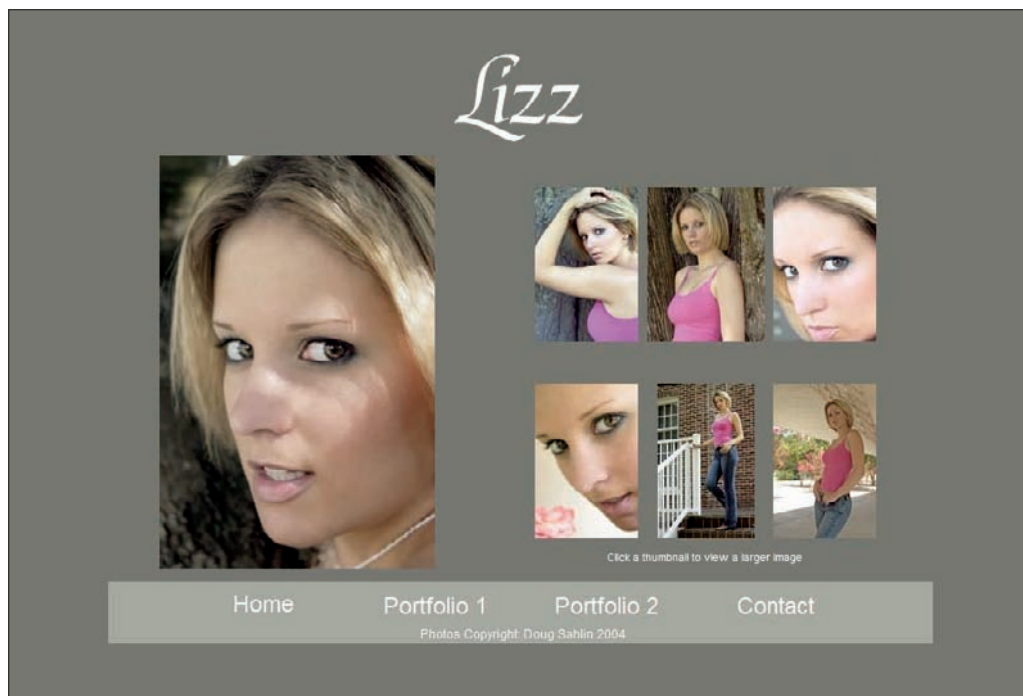 Lizz
Click a thumbnail to view a larger image
Home Portfolio 1 Portfolio 2 Contact
Photos Copyright: Doug Sahlin 2004